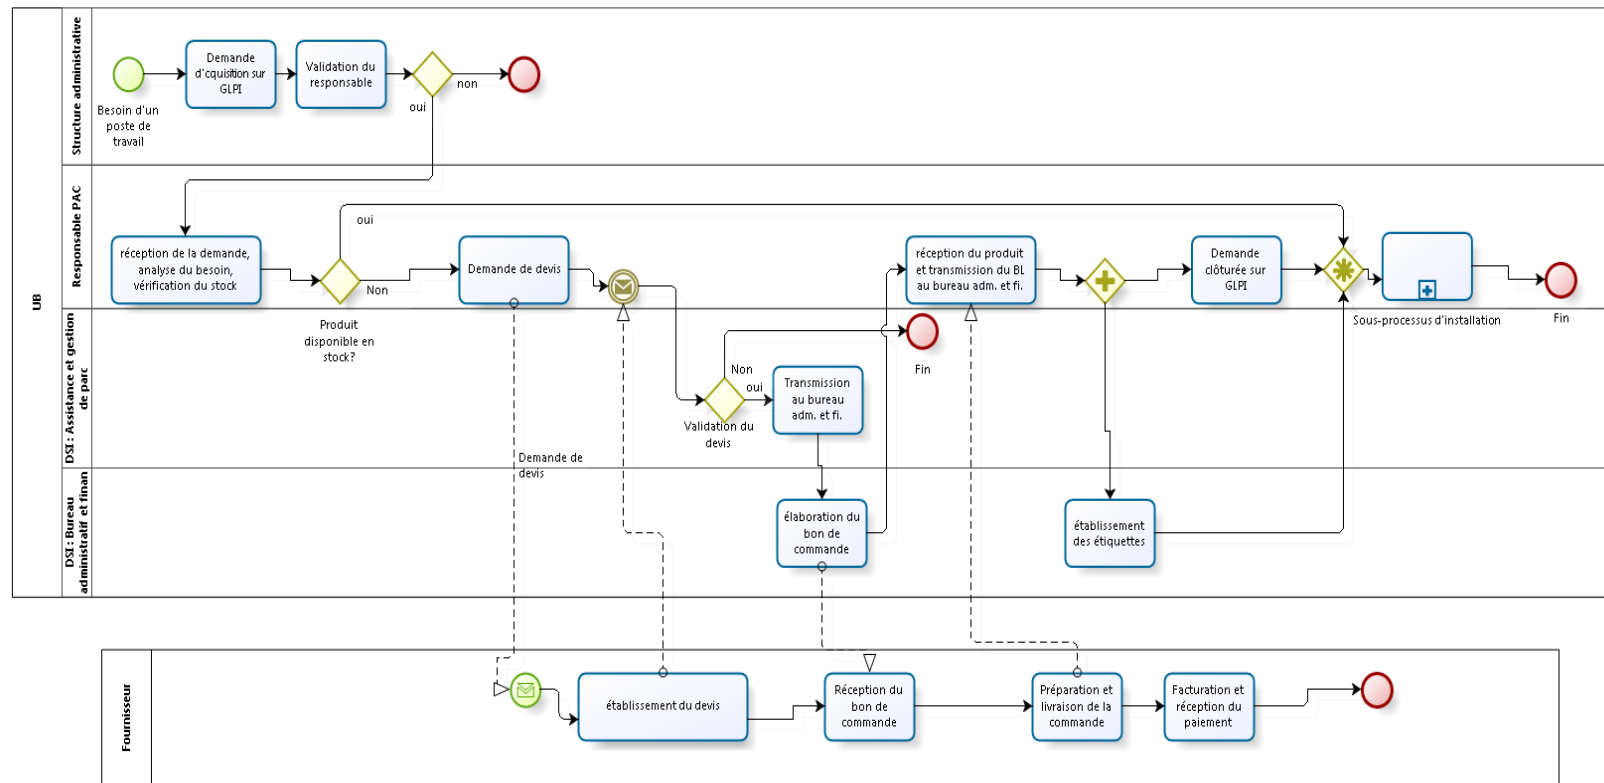 UB
Structure administrative
Besoin d'un
poste de
travail
Demande
d'cquisition sur
GLPI
Validation du
responsable
non
oui
Responsable PAC
réception de la demande,
analyse du besoin,
vérification du stock
oui
Non
Produit
disponible en
stock?
Demande de devis
réception du produit
et transmission du BL
au bureau adm. et fi.
Demande
clôturée sur
GLPI
Sous-processus d'installation
Fin
DSI : Assistance et gestion
de parc
Non
oui
Validation du
devis
Transmission
au bureau
adm. et fi.
Fin
Demande de
devis
DSI : Bureau
administratif et finan
élaboration du
bon de
commande
établissement
des étiquettes
Fournisseur
établissement du devis
Réception du
bon de
commande
Préparation et
livraison de la
commande
Facturation et
réception du
paiement